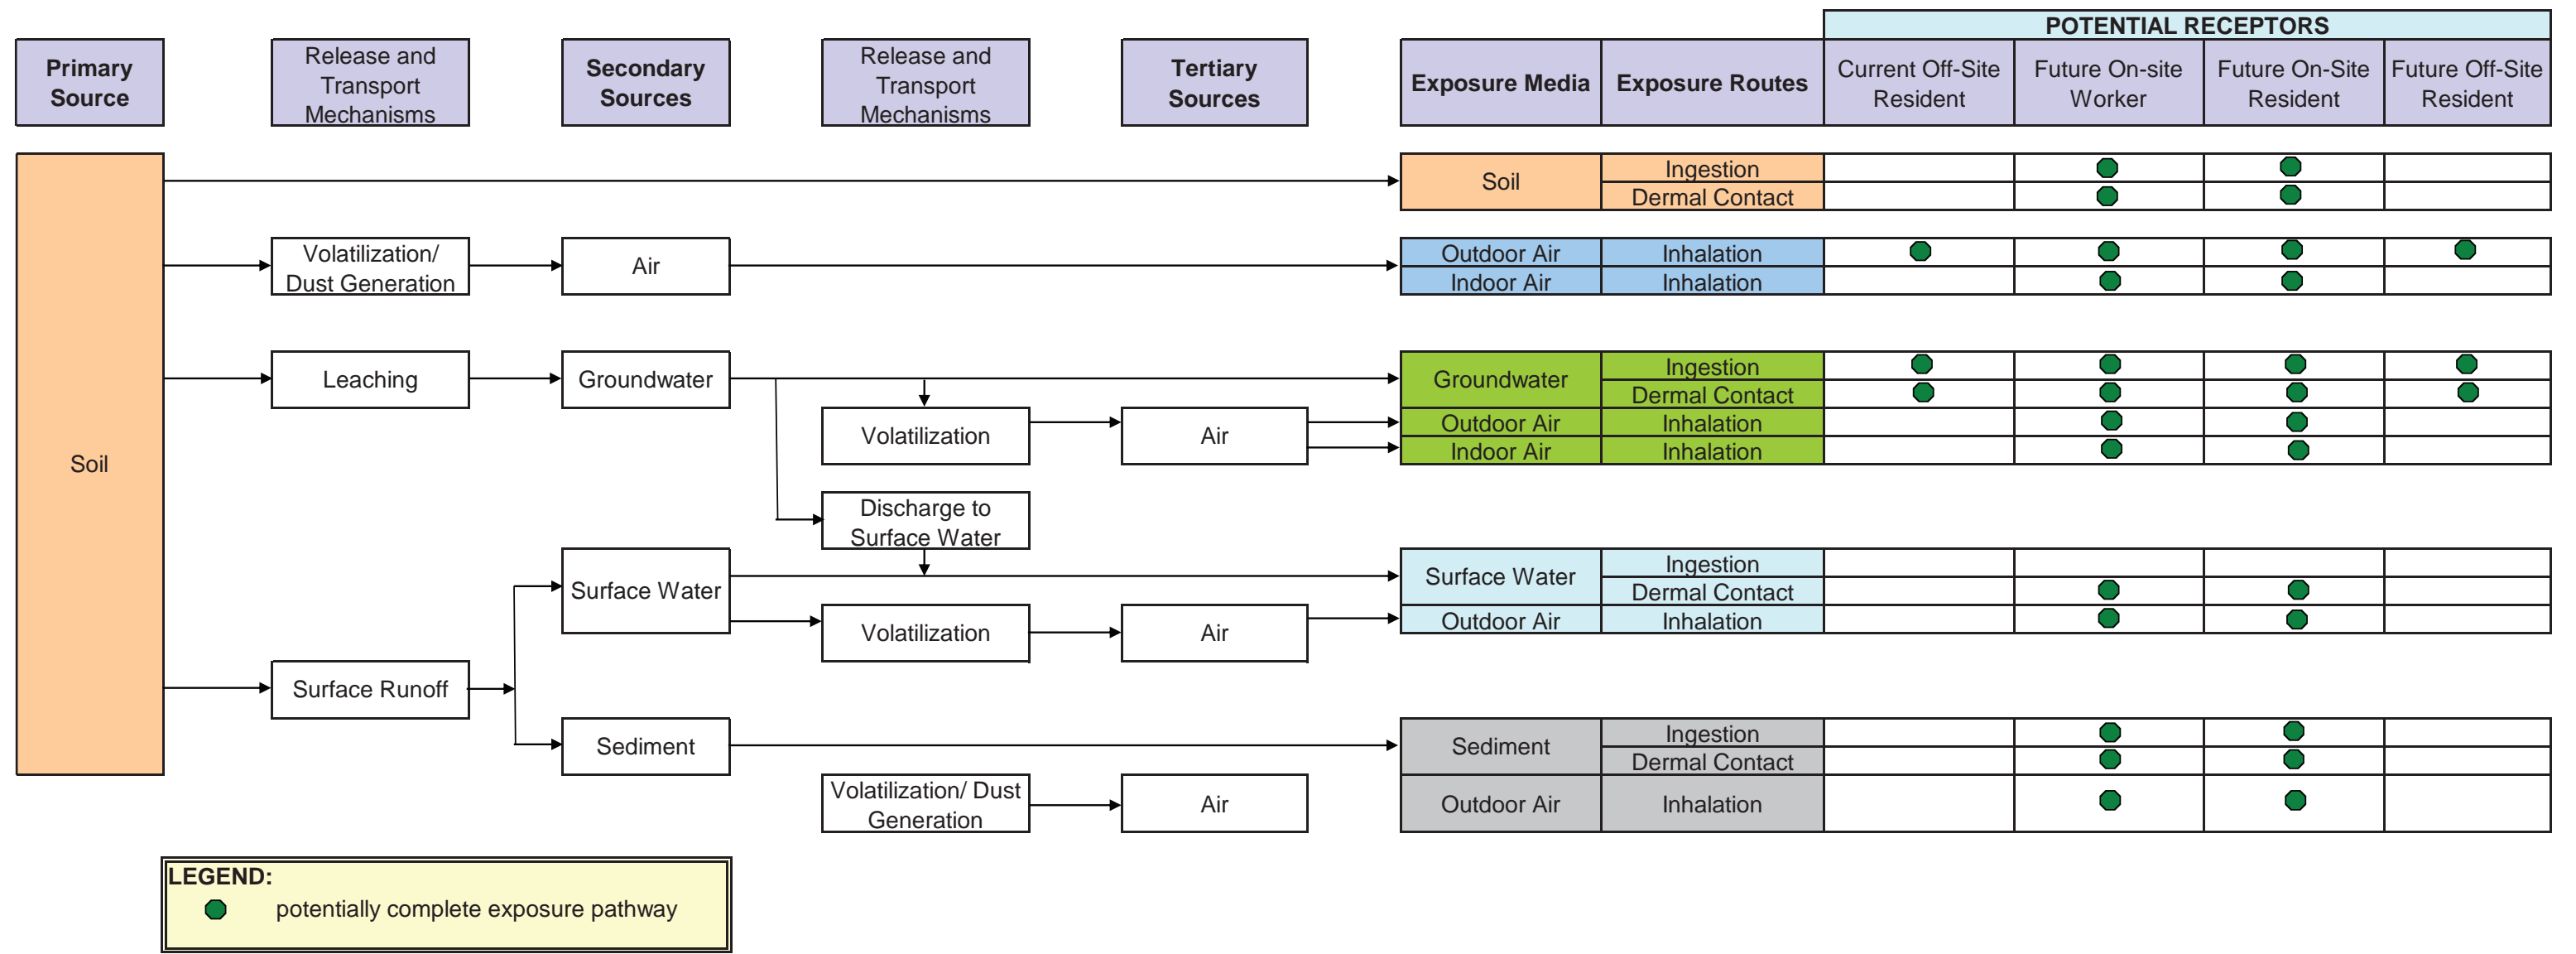 POTENTIAL RECEPTORS
Primary
Source
Release and
Transport
Mechanisms
Secondary
Sources
Release and
Transport
Mechanisms
Tertiary
Sources
Exposure Media
Exposure Routes
Current Off-Site
Resident
Future On-site
Worker
Future On-Site
Resident
Future Off-Site
Resident
Soil
Soil
Ingestion
Dermal Contact
Volatilization/
Dust Generation
Air
Outdoor Air
Inhalation
Indoor Air
Inhalation
Leaching
Groundwater
Groundwater
Ingestion
Dermal Contact
Volatilization
Air
Outdoor Air
Inhalation
Indoor Air
Inhalation
Discharge to
Surface Water
Surface Water
Surface Water
Ingestion
Dermal Contact
Volatilization
Air
Outdoor Air
Inhalation
Surface Runoff
Sediment
Sediment
Ingestion
Dermal Contact
Volatilization/ Dust
Generation
Air
Outdoor Air
Inhalation
LEGEND:
potentially complete exposure pathway